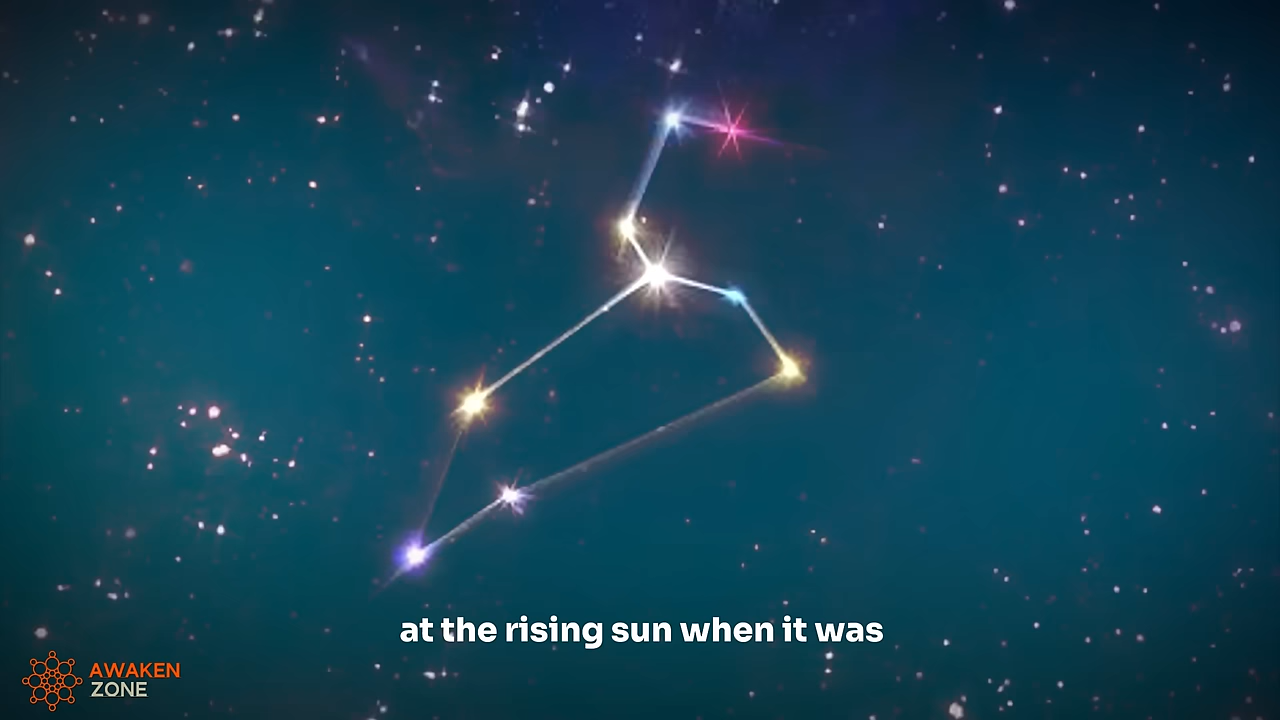 at the rising sun when it was
AWAKEN
ZONE